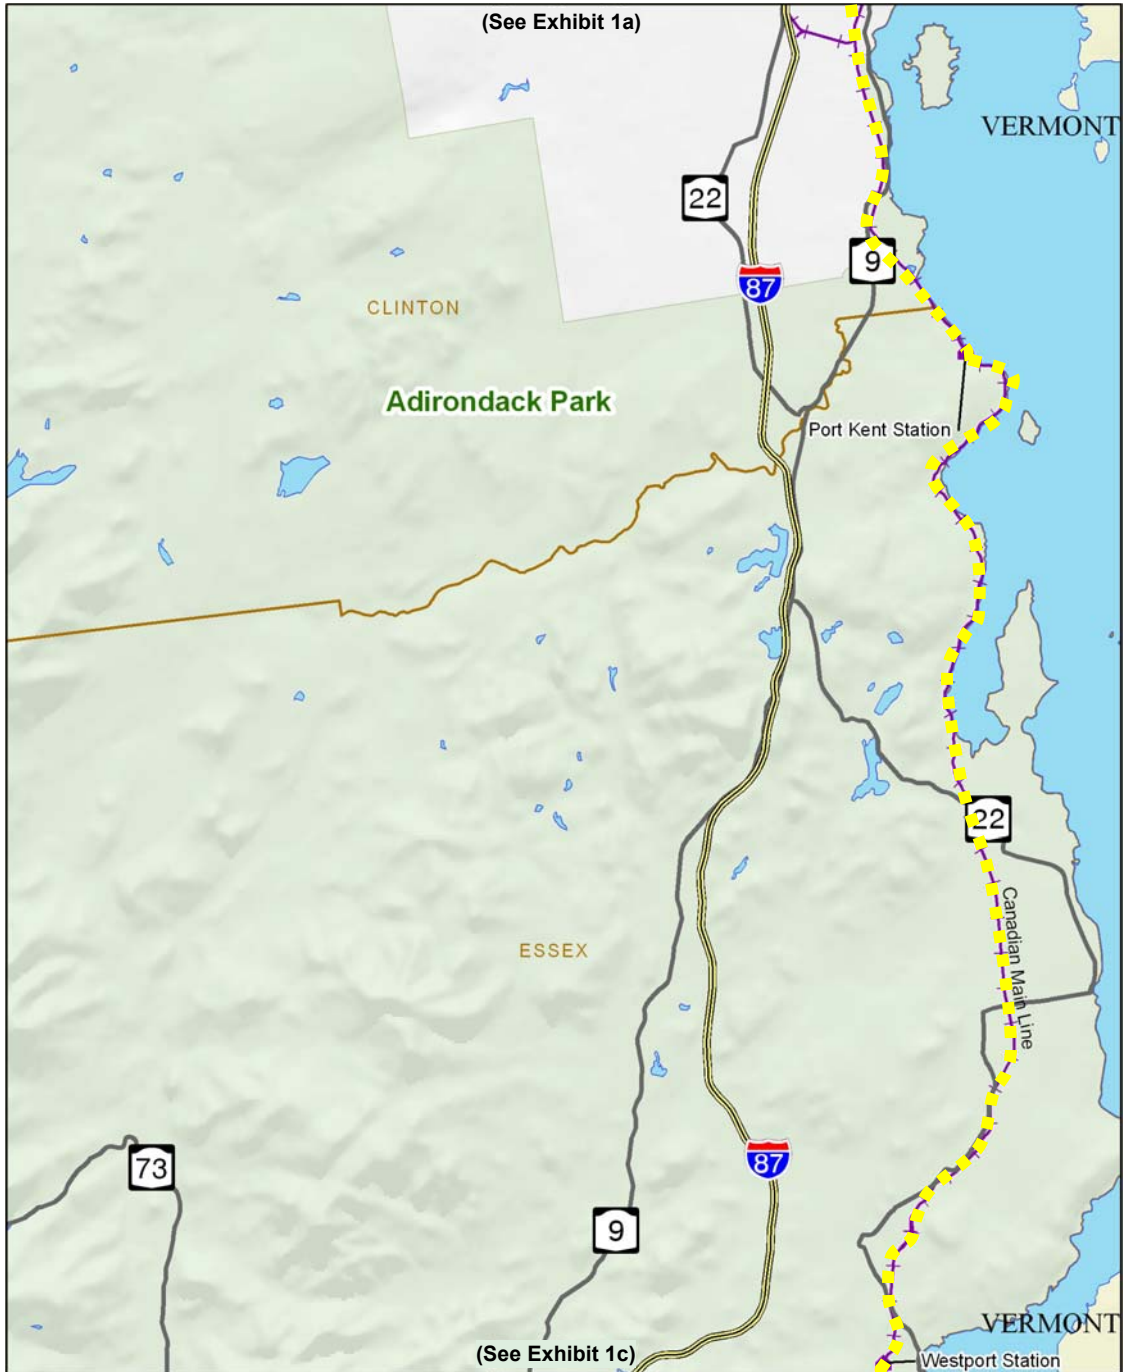 (See Exhibit 1a)
VERMONT
22
9
87
CLINTON
Adirondack Park
Port Kent Station
22
Canadian Main Line
ESSEX
87
73
9
VERMONT
(See Exhibit 1c)
Westport Station